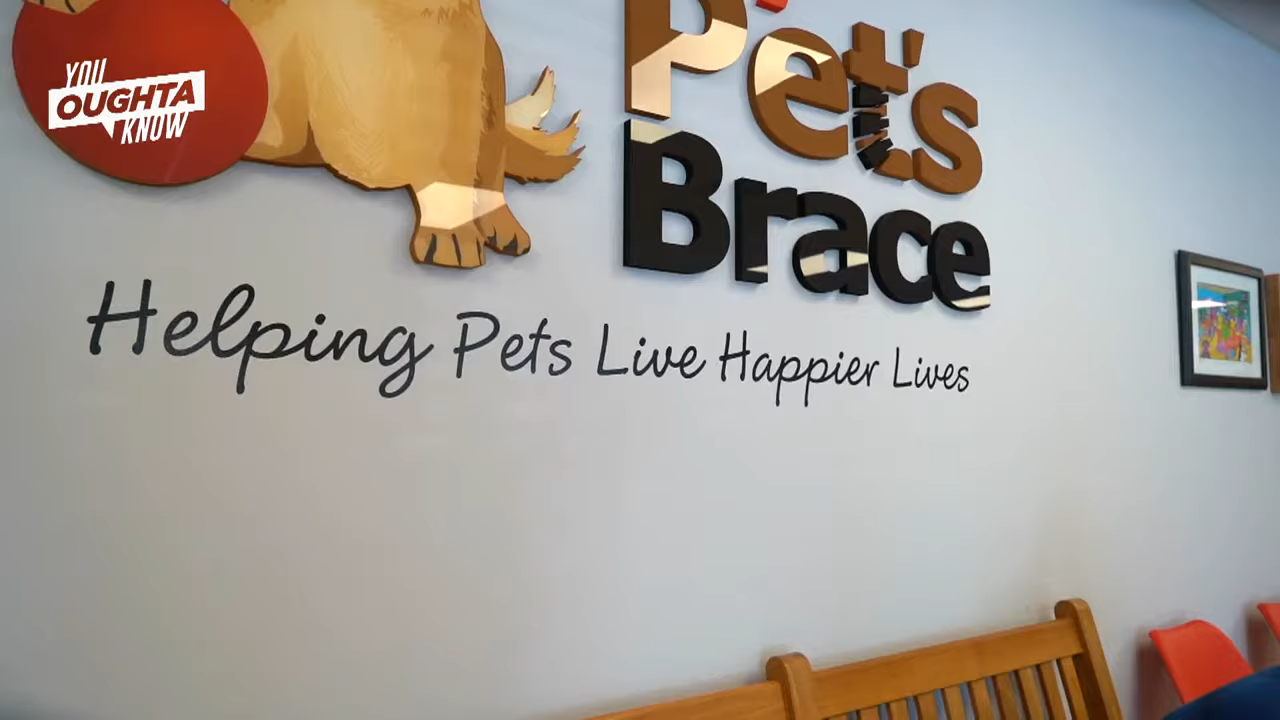 YOU
OUGHTA
KNOW
Pet's
Brace
Helping Pets Live Happier Lives